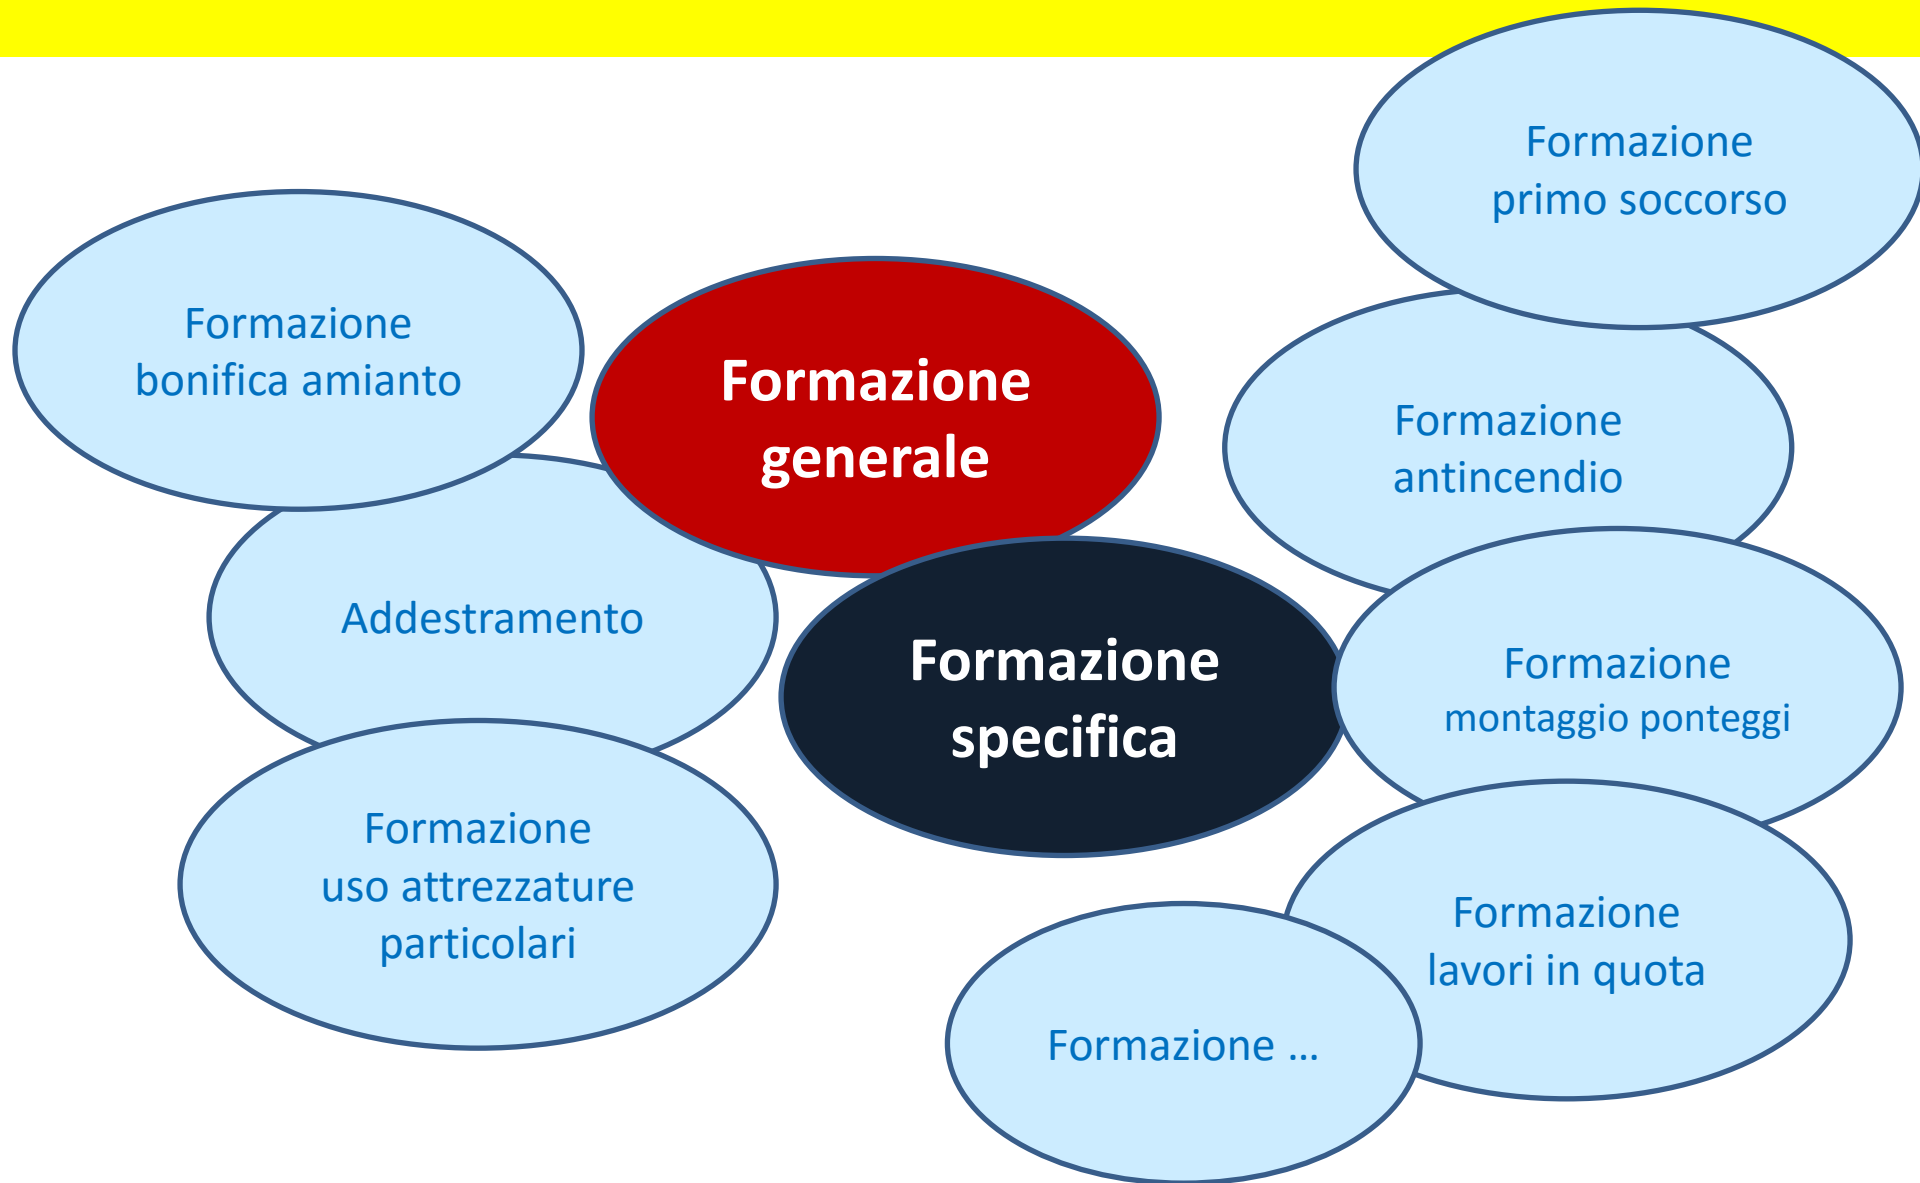 Formazione
primo soccorso
Formazione
bonifica amianto
Formazione
generale
Formazione
antincendio
Addestramento
Formazione
specifica
Formazione
montaggio ponteggi
Formazione
uso attrezzature
particolari
Formazione
lavori in quota
Formazione ...